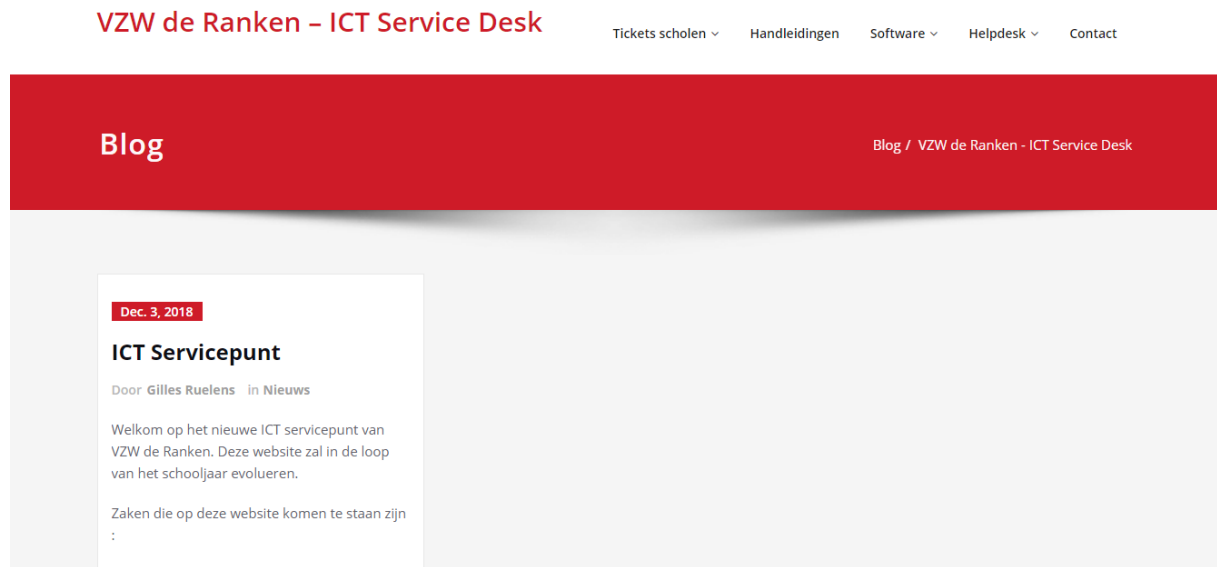 VZW de Ranken – ICT Service Desk
Tickets scholen Handleidingen Software Helpdesk Contact
Blog
Blog / VZW de Ranken - ICT Service Desk
Dec. 3, 2018
ICT Servicepunt
Door Gilles Ruelens in Nieuws
Welkom op het nieuwe ICT servicepunt van
VZW de Ranken. Deze website zal in de loop
van het schooljaar evolueren.
Zaken die op deze website komen te staan zijn
: